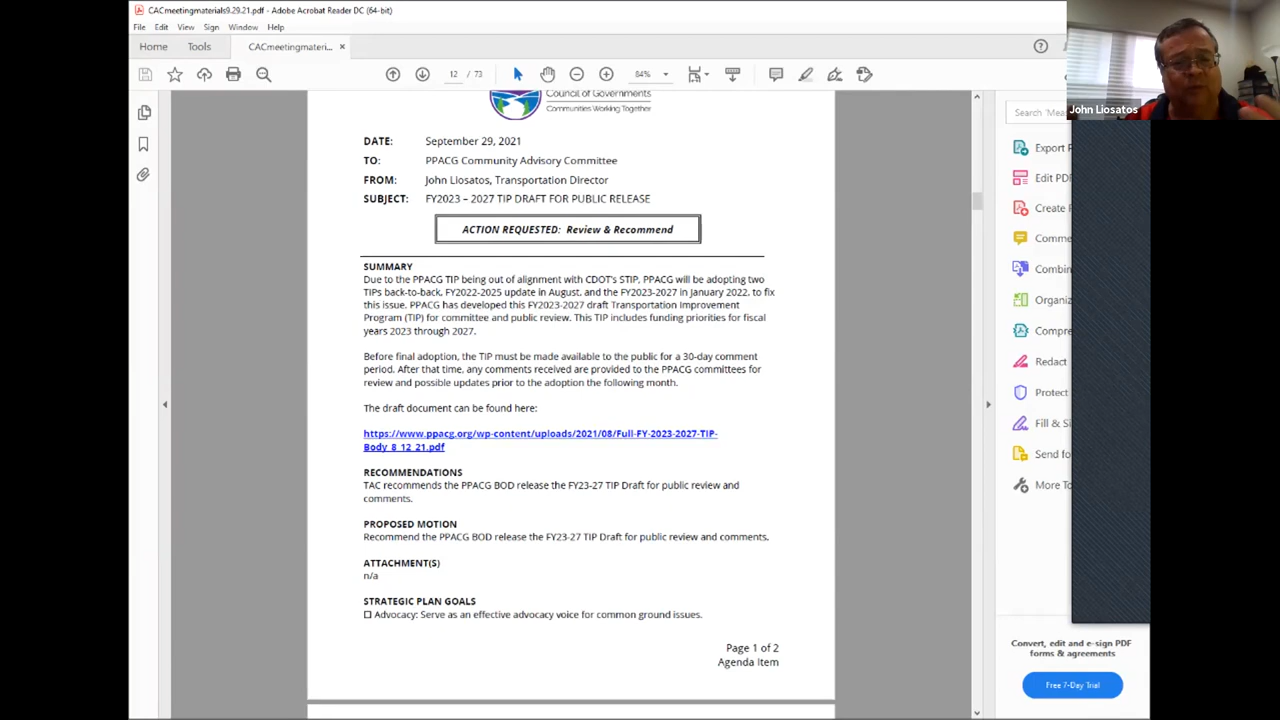 CACmeetingmaterials9.29.21.pdf - Adobe Acrobat Reader DC (64-bit)
File Edit View Sign Window Help
Home Tools CACmeetingmateri... ×
12 / 73 84%
John Liosatos
Council of Governments
Communities Working Together
DATE: September 29, 2021
TO: PPACG Community Advisory Committee
FROM: John Liosatos, Transportation Director
SUBJECT: FY2023 – 2027 TIP DRAFT FOR PUBLIC RELEASE
ACTION REQUESTED: Review & Recommend
SUMMARY
Due to the PPACG TIP being out of alignment with CDOT's STIP, PPACG will be adopting two
TIPs back-to-back, FY2022-2025 update in August, and the FY2023-2027 in January 2022, to fix
this issue. PPACG has developed this FY2023-2027 draft Transportation Improvement
Program (TIP) for committee and public review. This TIP includes funding priorities for fiscal
years 2023 through 2027.
Before final adoption, the TIP must be made available to the public for a 30-day comment
period. After that time, any comments received are provided to the PPACG committees for
review and possible updates prior to the adoption the following month.
The draft document can be found here:
https://www.ppacg.org/wp-content/uploads/2021/08/Full-FY-2023-2027-TIP-
Body_8_12_21.pdf
RECOMMENDATIONS
TAC recommends the PPACG BOD release the FY23-27 TIP Draft for public review and
comments.
PROPOSED MOTION
Recommend the PPACG BOD release the FY23-27 TIP Draft for public review and comments.
ATTACHMENT(S)
n/a
STRATEGIC PLAN GOALS
☐ Advocacy: Serve as an effective advocacy voice for common ground issues.
Page 1 of 2
Agenda Item
Search 'Mea
Export P
Edit PDF
Create P
Comme
Combin
Organiz
Compre
Redact
Protect
Fill & Si
Send fo
More To
Convert, edit and e-sign PDF
forms & agreements
Free 7-Day Trial